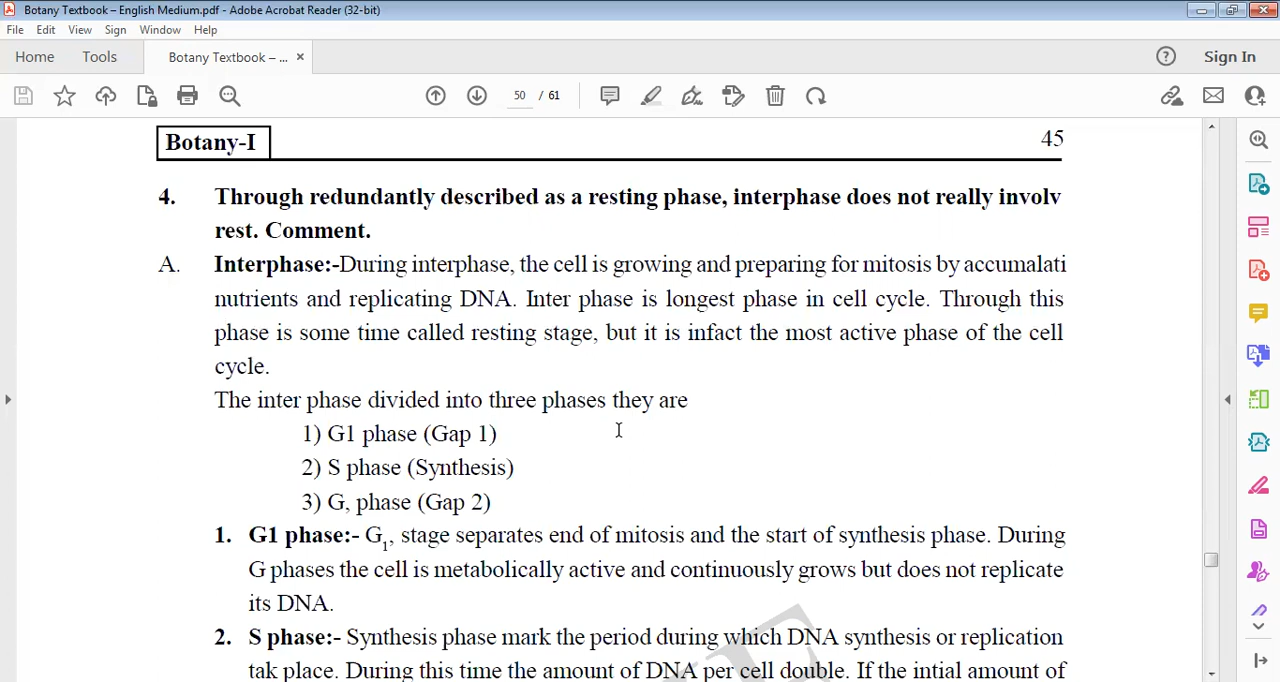 Botany Textbook – English Medium.pdf - Adobe Acrobat Reader (32-bit)
File Edit View Sign Window Help
Home Tools Botany Textbook – ... × Sign In
50 / 61
Botany-I 45
4. Through redundantly described as a resting phase, interphase does not really involv
rest. Comment.
A. Interphase:-During interphase, the cell is growing and preparing for mitosis by accumalati
nutrients and replicating DNA. Inter phase is longest phase in cell cycle. Through this
phase is some time called resting stage, but it is infact the most active phase of the cell
cycle.
The inter phase divided into three phases they are
1) G1 phase (Gap 1)
2) S phase (Synthesis)
3) G, phase (Gap 2)
1. G1 phase:- G1, stage separates end of mitosis and the start of synthesis phase. During
G phases the cell is metabolically active and continuously grows but does not replicate
its DNA.
2. S phase:- Synthesis phase mark the period during which DNA synthesis or replication
tak place. During this time the amount of DNA per cell double. If the intial amount of